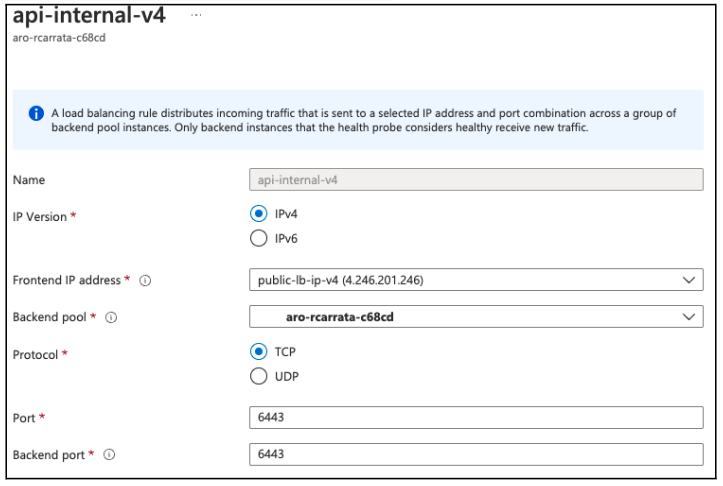 api-internal-v4 ...
aro-rcarrata-c68cd
A load balancing rule distributes incoming traffic that is sent to a selected IP address and port combination across a group of
backend pool instances. Only backend instances that the health probe considers healthy receive new traffic.
Name api-internal-v4
IP Version * IPv4
IPv6
Frontend IP address * public-lb-ip-v4 (4.246.201.246)
Backend pool * aro-rcarrata-c68cd
Protocol * TCP
UDP
Port * 6443
Backend port * 6443